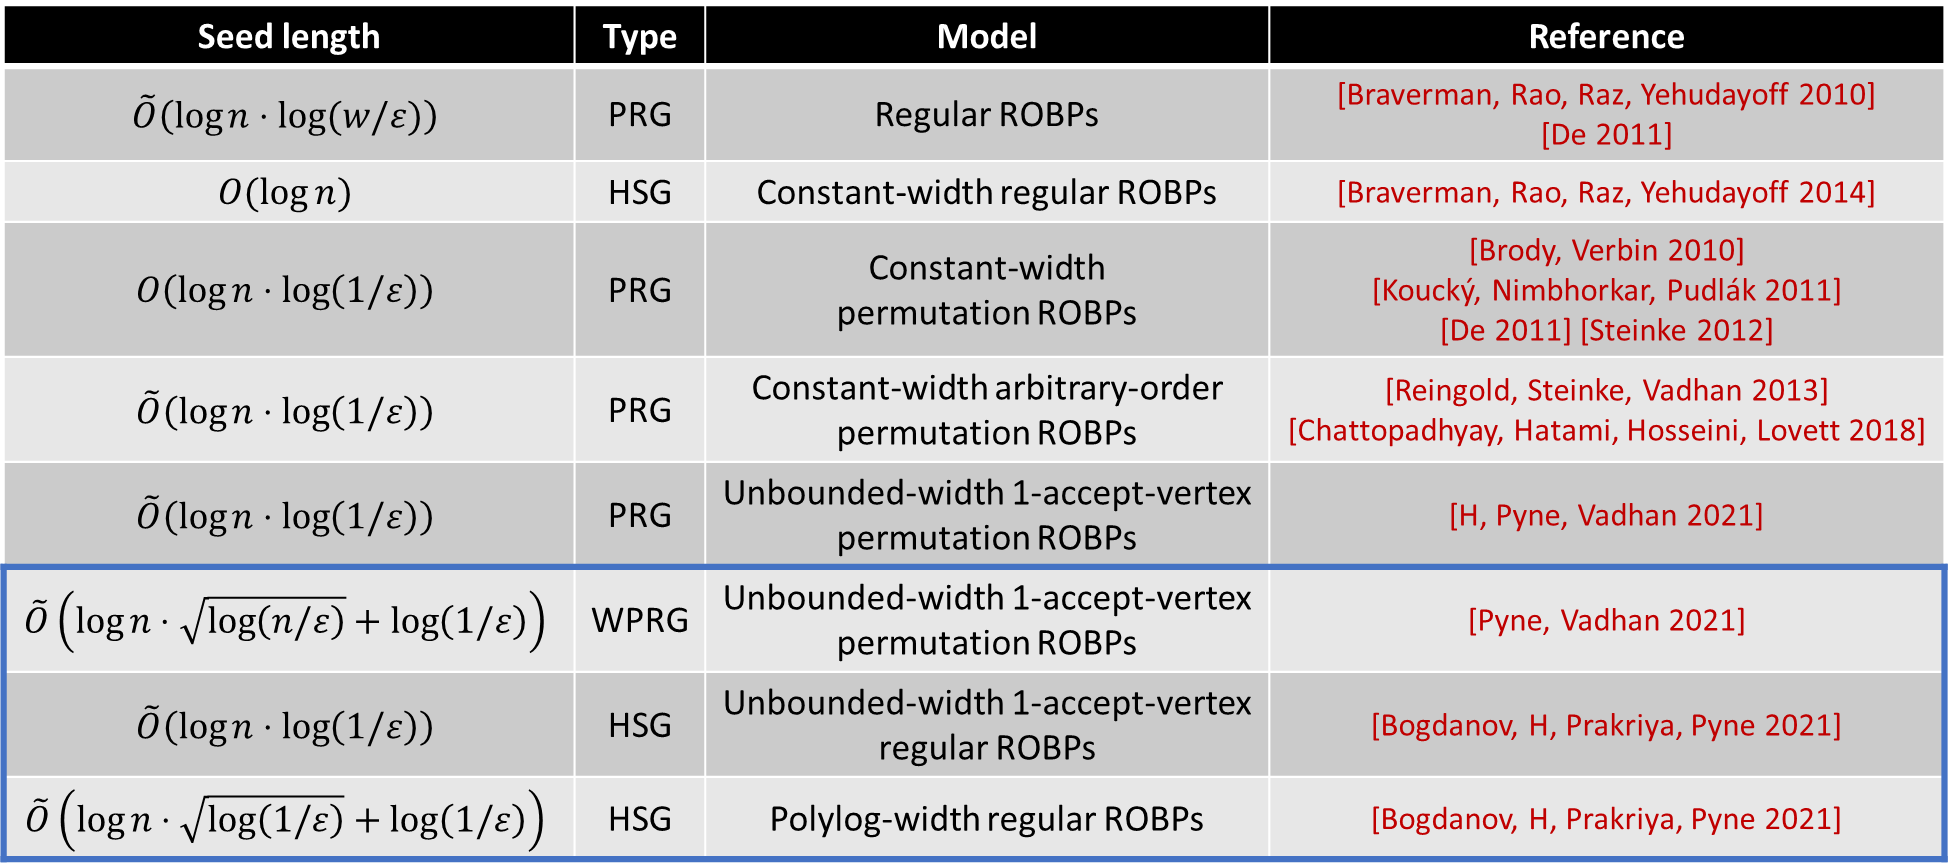 Seed length Type Model Reference
Õ(log n · log(w/ε)) PRG Regular ROBPs [Braverman, Rao, Raz, Yehudayoff 2010]
[De 2011]
O(log n) HSG Constant-width regular ROBPs [Braverman, Rao, Raz, Yehudayoff 2014]
O(log n · log(1/ε)) PRG Constant-width
permutation ROBPs [Brody, Verbin 2010]
[Koucký, Nimbhorkar, Pudlák 2011]
[De 2011] [Steinke 2012]
Õ(log n · log(1/ε)) PRG Constant-width arbitrary-order
permutation ROBPs [Reingold, Steinke, Vadhan 2013]
[Chattopadhyay, Hatami, Hosseini, Lovett 2018]
Õ(log n · log(1/ε)) PRG Unbounded-width 1-accept-vertex
permutation ROBPs [H, Pyne, Vadhan 2021]
Õ(log n · √log(n/ε) + log(1/ε)) WPRG Unbounded-width 1-accept-vertex
permutation ROBPs [Pyne, Vadhan 2021]
Õ(log n · log(1/ε)) HSG Unbounded-width 1-accept-vertex
regular ROBPs [Bogdanov, H, Prakriya, Pyne 2021]
Õ(log n · √log(1/ε) + log(1/ε)) HSG Polylog-width regular ROBPs [Bogdanov, H, Prakriya, Pyne 2021]